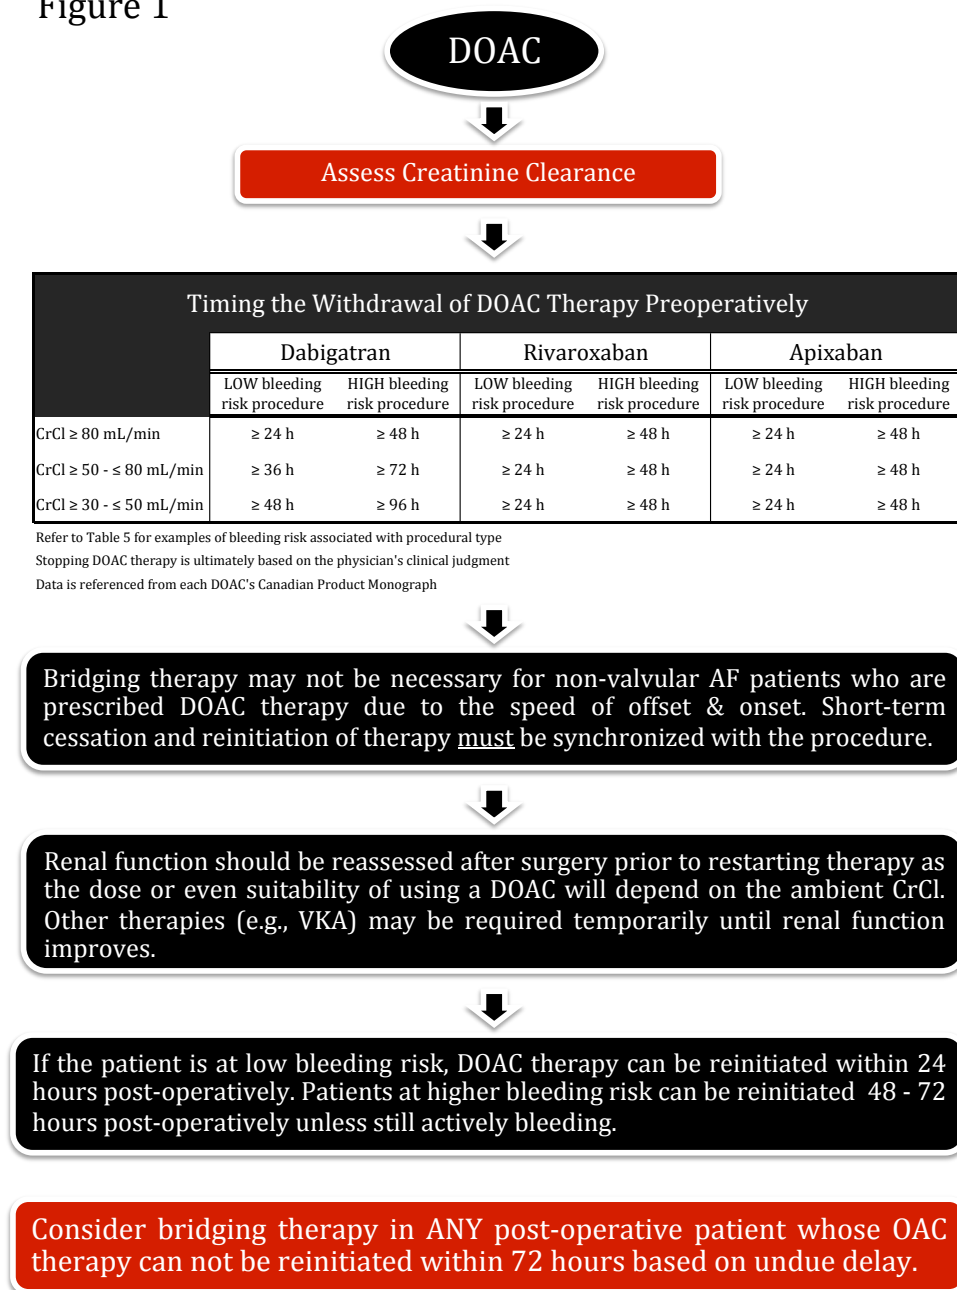 Figure 1
DOAC
Assess Creatinine Clearance
Timing the Withdrawal of DOAC Therapy Preoperatively
Dabigatran Rivaroxaban Apixaban
LOW bleeding HIGH bleeding LOW bleeding HIGH bleeding LOW bleeding HIGH bleeding
risk procedure risk procedure risk procedure risk procedure risk procedure risk procedure
CrCl ≥ 80 mL/min ≥ 24 h ≥ 48 h ≥ 24 h ≥ 48 h ≥ 24 h ≥ 48 h
CrCl ≥ 50 - ≤ 80 mL/min ≥ 36 h ≥ 72 h ≥ 24 h ≥ 48 h ≥ 24 h ≥ 48 h
CrCl ≥ 30 - ≤ 50 mL/min ≥ 48 h ≥ 96 h ≥ 24 h ≥ 48 h ≥ 24 h ≥ 48 h
Refer to Table 5 for examples of bleeding risk associated with procedural type
Stopping DOAC therapy is ultimately based on the physician's clinical judgment
Data is referenced from each DOAC's Canadian Product Monograph
Bridging therapy may not be necessary for non-valvular AF patients who are
prescribed DOAC therapy due to the speed of offset & onset. Short-term
cessation and reinitiation of therapy must be synchronized with the procedure.
Renal function should be reassessed after surgery prior to restarting therapy as
the dose or even suitability of using a DOAC will depend on the ambient CrCl.
Other therapies (e.g., VKA) may be required temporarily until renal function
improves.
If the patient is at low bleeding risk, DOAC therapy can be reinitiated within 24
hours post-operatively. Patients at higher bleeding risk can be reinitiated 48 - 72
hours post-operatively unless still actively bleeding.
Consider bridging therapy in ANY post-operative patient whose OAC
therapy can not be reinitiated within 72 hours based on undue delay.